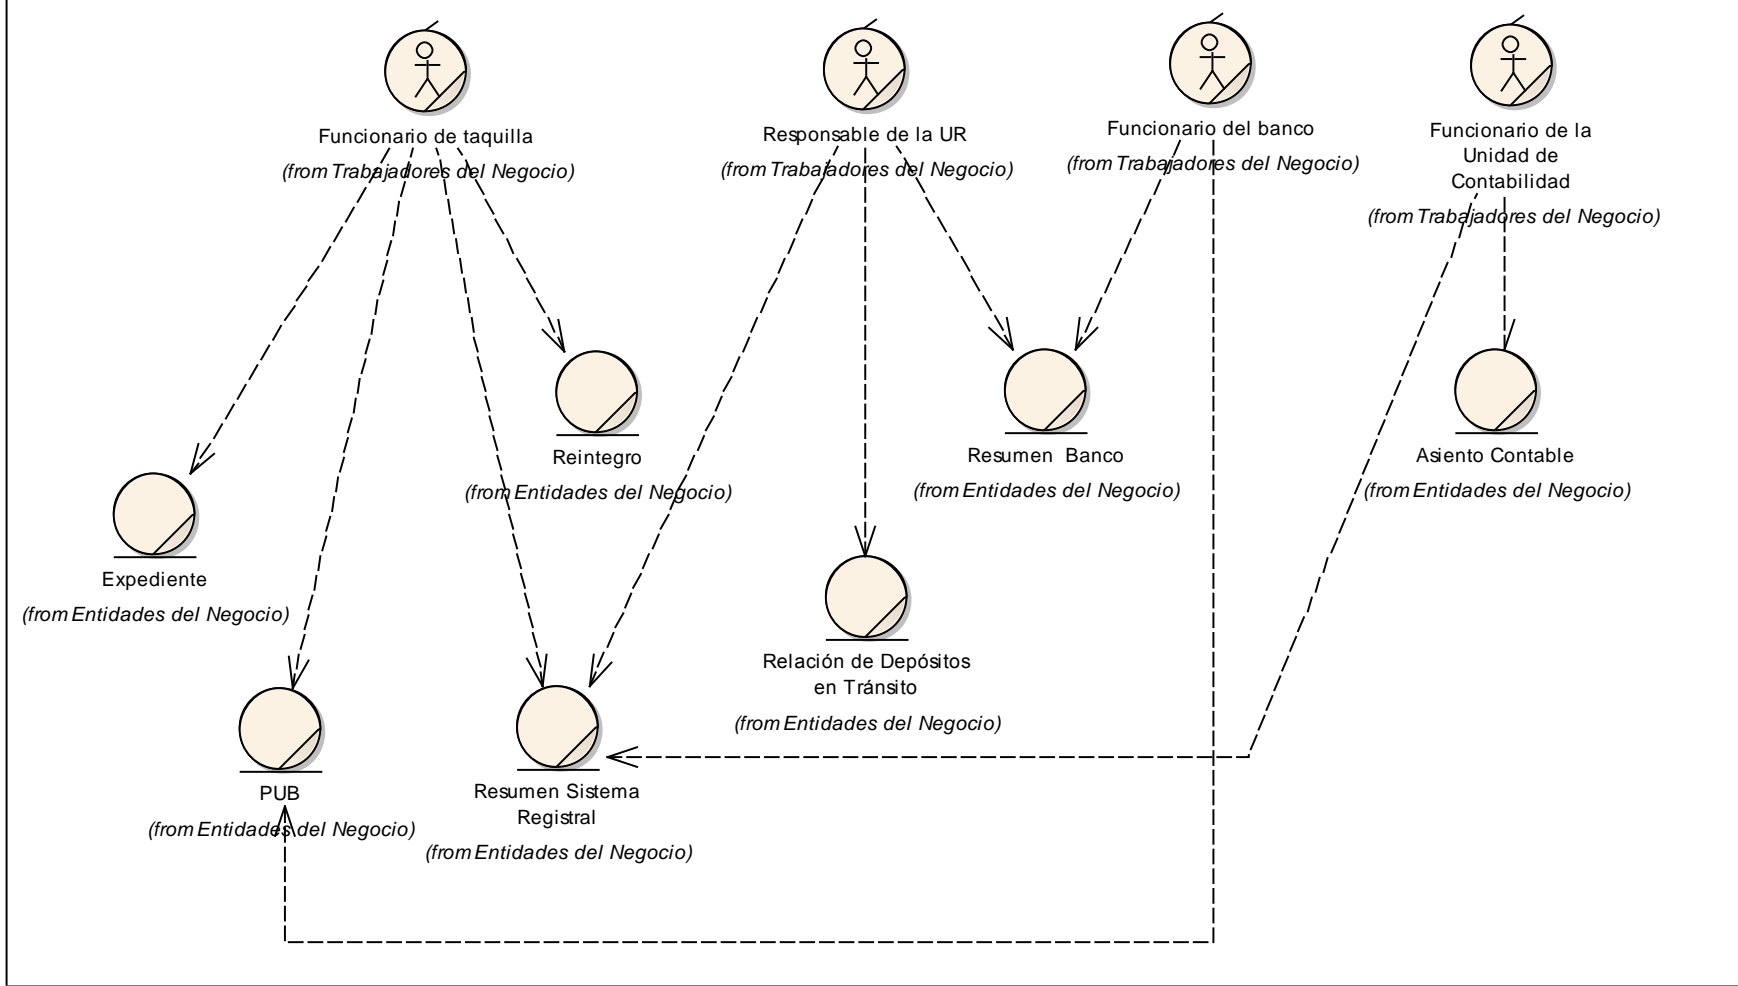 Funcionario de taquilla
(from Trabajadores del Negocio)
Responsable de la UR
(from Trabajadores del Negocio)
Funcionario del banco
(from Trabajadores del Negocio)
Funcionario de la
Unidad de
Contabilidad
(from Trabajadores del Negocio)
Reintegro
(from Entidades del Negocio)
Resumen Banco
(from Entidades del Negocio)
Asiento Contable
(from Entidades del Negocio)
Expediente
(from Entidades del Negocio)
Relación de Depósitos
en Tránsito
(from Entidades del Negocio)
PUB
(from Entidades del Negocio)
Resumen Sistema
Registral
(from Entidades del Negocio)